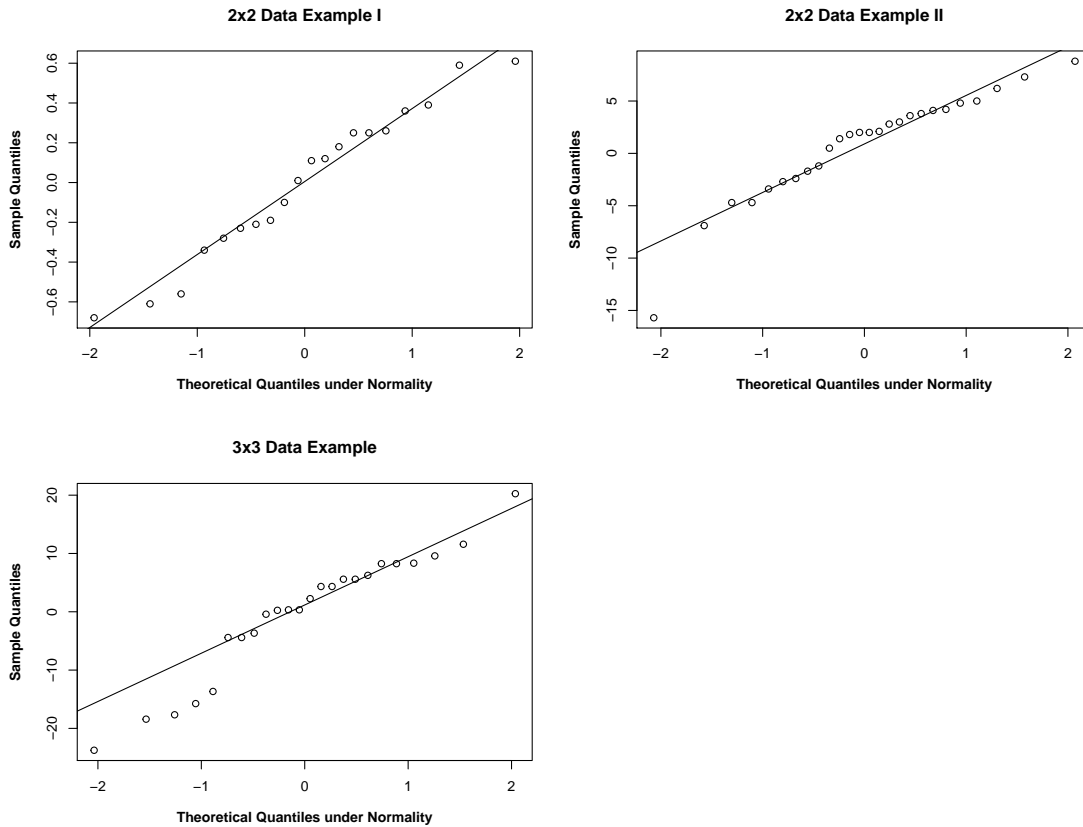 2x2 Data Example I
0.6
0.4
0.2
0.0
−0.2
−0.4
−0.6
Sample Quantiles
−2 −1 0 1 2
Theoretical Quantiles under Normality
2x2 Data Example II
5
0
−5
−10
−15
Sample Quantiles
−2 −1 0 1 2
Theoretical Quantiles under Normality
3x3 Data Example
20
10
0
−10
−20
Sample Quantiles
−2 −1 0 1 2
Theoretical Quantiles under Normality